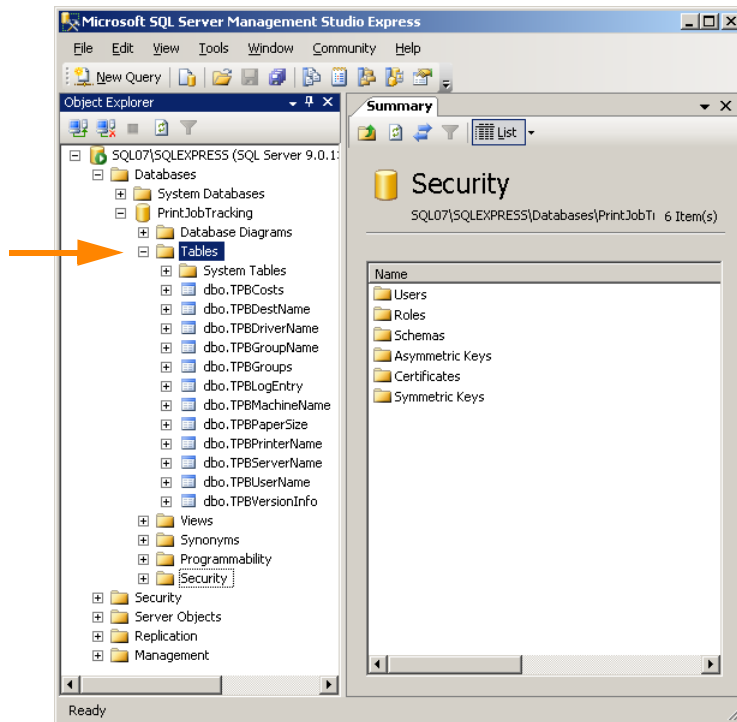 Microsoft SQL Server Management Studio Express
File Edit View Tools Window Community Help
New Query
Object Explorer
SQL07\SQLEXPRESS (SQL Server 9.0.1
Databases
System Databases
PrintJobTracking
Database Diagrams
Tables
System Tables
dbo.TPBCosts
dbo.TPBDestName
dbo.TPBDriverName
dbo.TPBGroupName
dbo.TPBGroups
dbo.TPBLogEntry
dbo.TPBMachineName
dbo.TPBPaperSize
dbo.TPBPrinterName
dbo.TPBServerName
dbo.TPBUserName
dbo.TPBVersionInfo
Views
Synonyms
Programmability
Security
Security
Server Objects
Replication
Management
Summary
List
Security
SQL07\SQLEXPRESS\Databases\PrintJobTi 6 Item(s)
Name
Users
Roles
Schemas
Asymmetric Keys
Certificates
Symmetric Keys
Ready